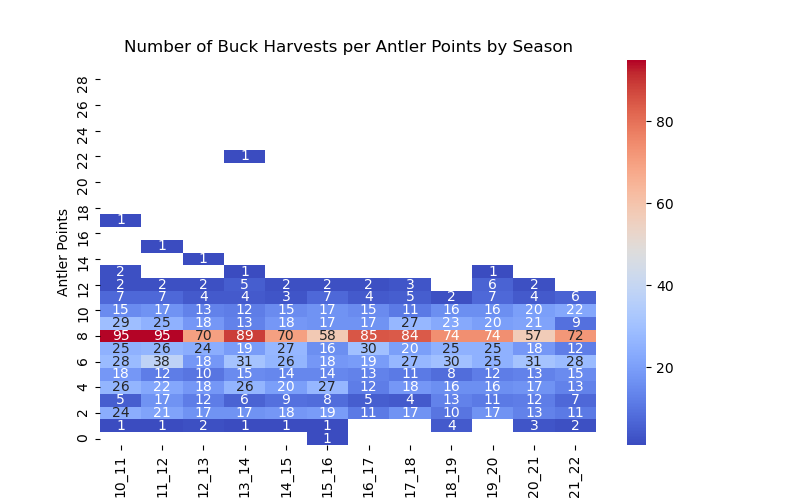 Number of Buck Harvests per Antler Points by Season
Antler Points
28
26
24
22 1
20
18
1
16
1
14 1
2 1 1
12 2 2 2 5 2 2 2 3 6 2
7 7 4 4 3 7 4 5 2 7 4 6
10 15 17 13 12 15 17 15 11 16 16 20 22
29 25 18 13 18 17 17 27 23 20 21 9
8 95 95 70 89 70 58 85 84 74 74 57 72
25 26 24 19 27 16 30 20 25 25 18 12
6 28 38 18 31 26 18 19 27 30 25 31 28
18 12 10 15 14 14 13 11 8 12 13 15
4 26 22 18 26 20 27 12 18 16 16 17 13
5 17 12 6 9 8 5 4 13 11 12 7
2 24 21 17 17 18 19 11 17 10 17 13 11
1 1 2 1 1 1 4 3 2
0 1
10_11 11_12 12_13 13_14 14_15 15_16 16_17 17_18 18_19 19_20 20_21 21_22
80
60
40
20